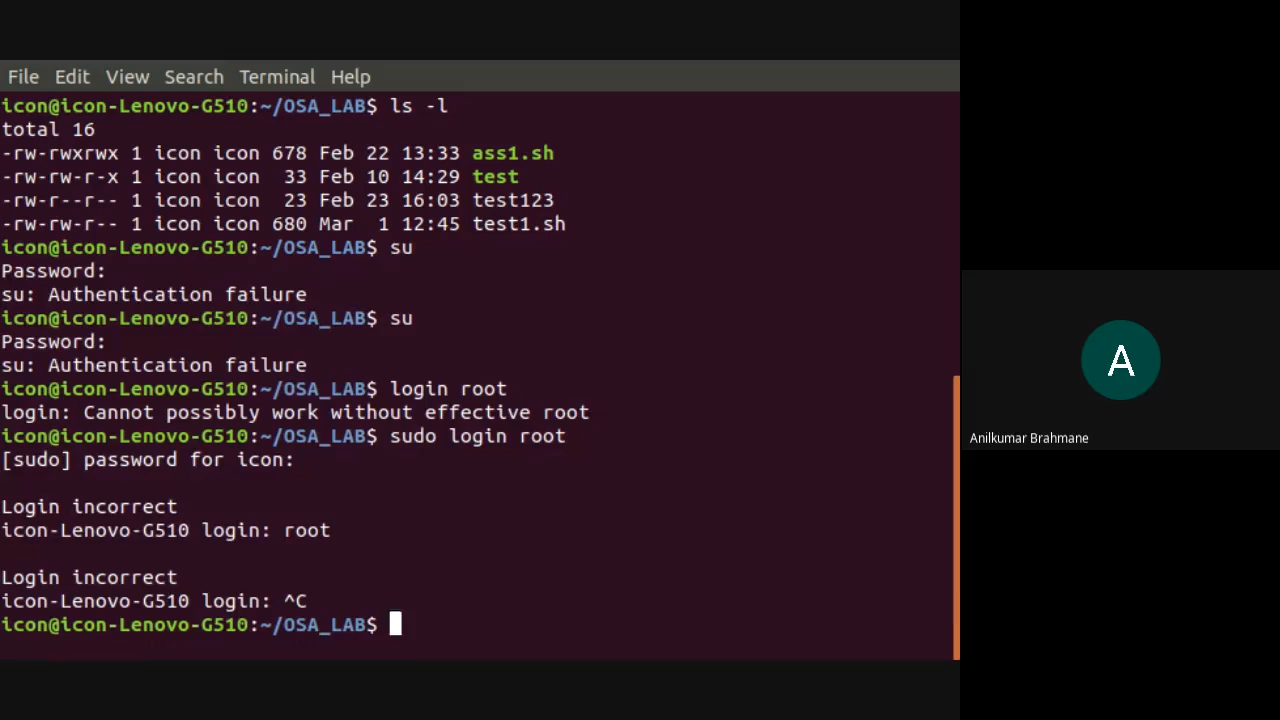 File Edit View Search Terminal Help
icon@icon-Lenovo-G510:~/OSA_LAB$ ls -l
total 16
-rw-rwxrwx 1 icon icon 678 Feb 22 13:33 ass1.sh
-rw-rw-r-x 1 icon icon  33 Feb 10 14:29 test
-rw-r--r-- 1 icon icon  23 Feb 23 16:03 test123
-rw-rw-r-- 1 icon icon 680 Mar  1 12:45 test1.sh
icon@icon-Lenovo-G510:~/OSA_LAB$ su
Password:
su: Authentication failure
icon@icon-Lenovo-G510:~/OSA_LAB$ su
Password:
su: Authentication failure
icon@icon-Lenovo-G510:~/OSA_LAB$ login root
login: Cannot possibly work without effective root
icon@icon-Lenovo-G510:~/OSA_LAB$ sudo login root
[sudo] password for icon:
Login incorrect
icon-Lenovo-G510 login: root
Login incorrect
icon-Lenovo-G510 login: ^C
icon@icon-Lenovo-G510:~/OSA_LAB$
A
Anilkumar Brahmane